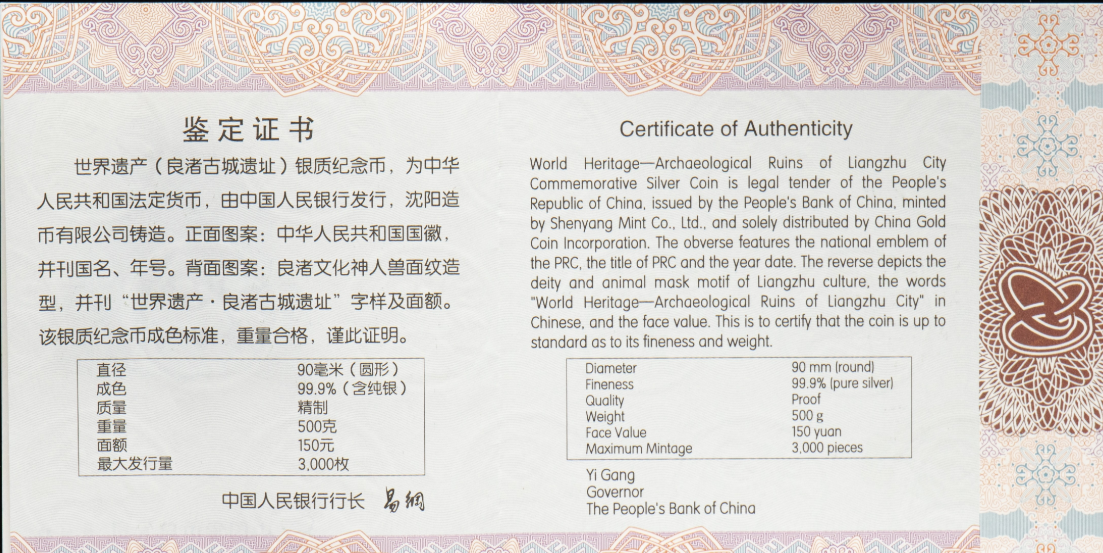 鉴定证书
世界遗产（良渚古城遗址）银质纪念币，为中华
人民共和国法定货币，由中国人民银行发行，沈阳造
币有限公司铸造。正面图案：中华人民共和国国徽，
并刊国名、年号。背面图案：良渚文化神人兽面纹造
型，并刊“世界遗产·良渚古城遗址”字样及面额。
该银质纪念币成色标准，重量合格，谨此证明。
直径 90毫米（圆形）
成色 99.9%（含纯银）
质量 精制
重量 500克
面额 150元
最大发行量 3,000枚
中国人民银行行长 易纲
Certificate of Authenticity
World Heritage—Archaeological Ruins of Liangzhu City
Commemorative Silver Coin is legal tender of the People's
Republic of China, issued by the People's Bank of China, minted
by Shenyang Mint Co., Ltd., and solely distributed by China Gold
Coin Incorporation. The obverse features the national emblem of
the PRC, the title of PRC and the year date. The reverse depicts the
deity and animal mask motif of Liangzhu culture, the words
"World Heritage—Archaeological Ruins of Liangzhu City" in
Chinese, and the face value. This is to certify that the coin is up to
standard as to its fineness and weight.
Diameter 90 mm (round)
Fineness 99.9% (pure silver)
Quality Proof
Weight 500 g
Face Value 150 yuan
Maximum Mintage 3,000 pieces
Yi Gang
Governor
The People's Bank of China